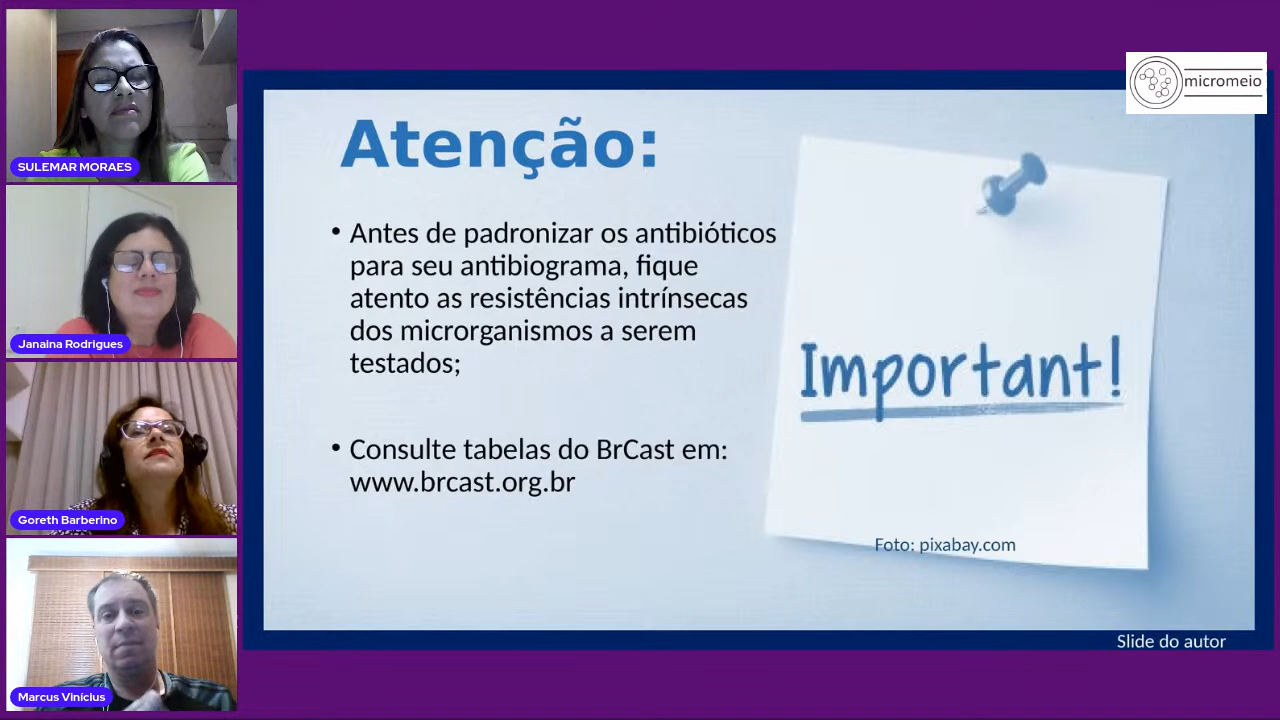 SULEMAR MORAES
Janaina Rodrigues
Goreth Barberino
Marcus Vinícius
micromeio
Atenção:
• Antes de padronizar os antibióticos
para seu antibiograma, fique
atento as resistências intrínsecas
dos microrganismos a serem
testados;
• Consulte tabelas do BrCast em:
www.brcast.org.br
Important!
Foto: pixabay.com
Slide do autor